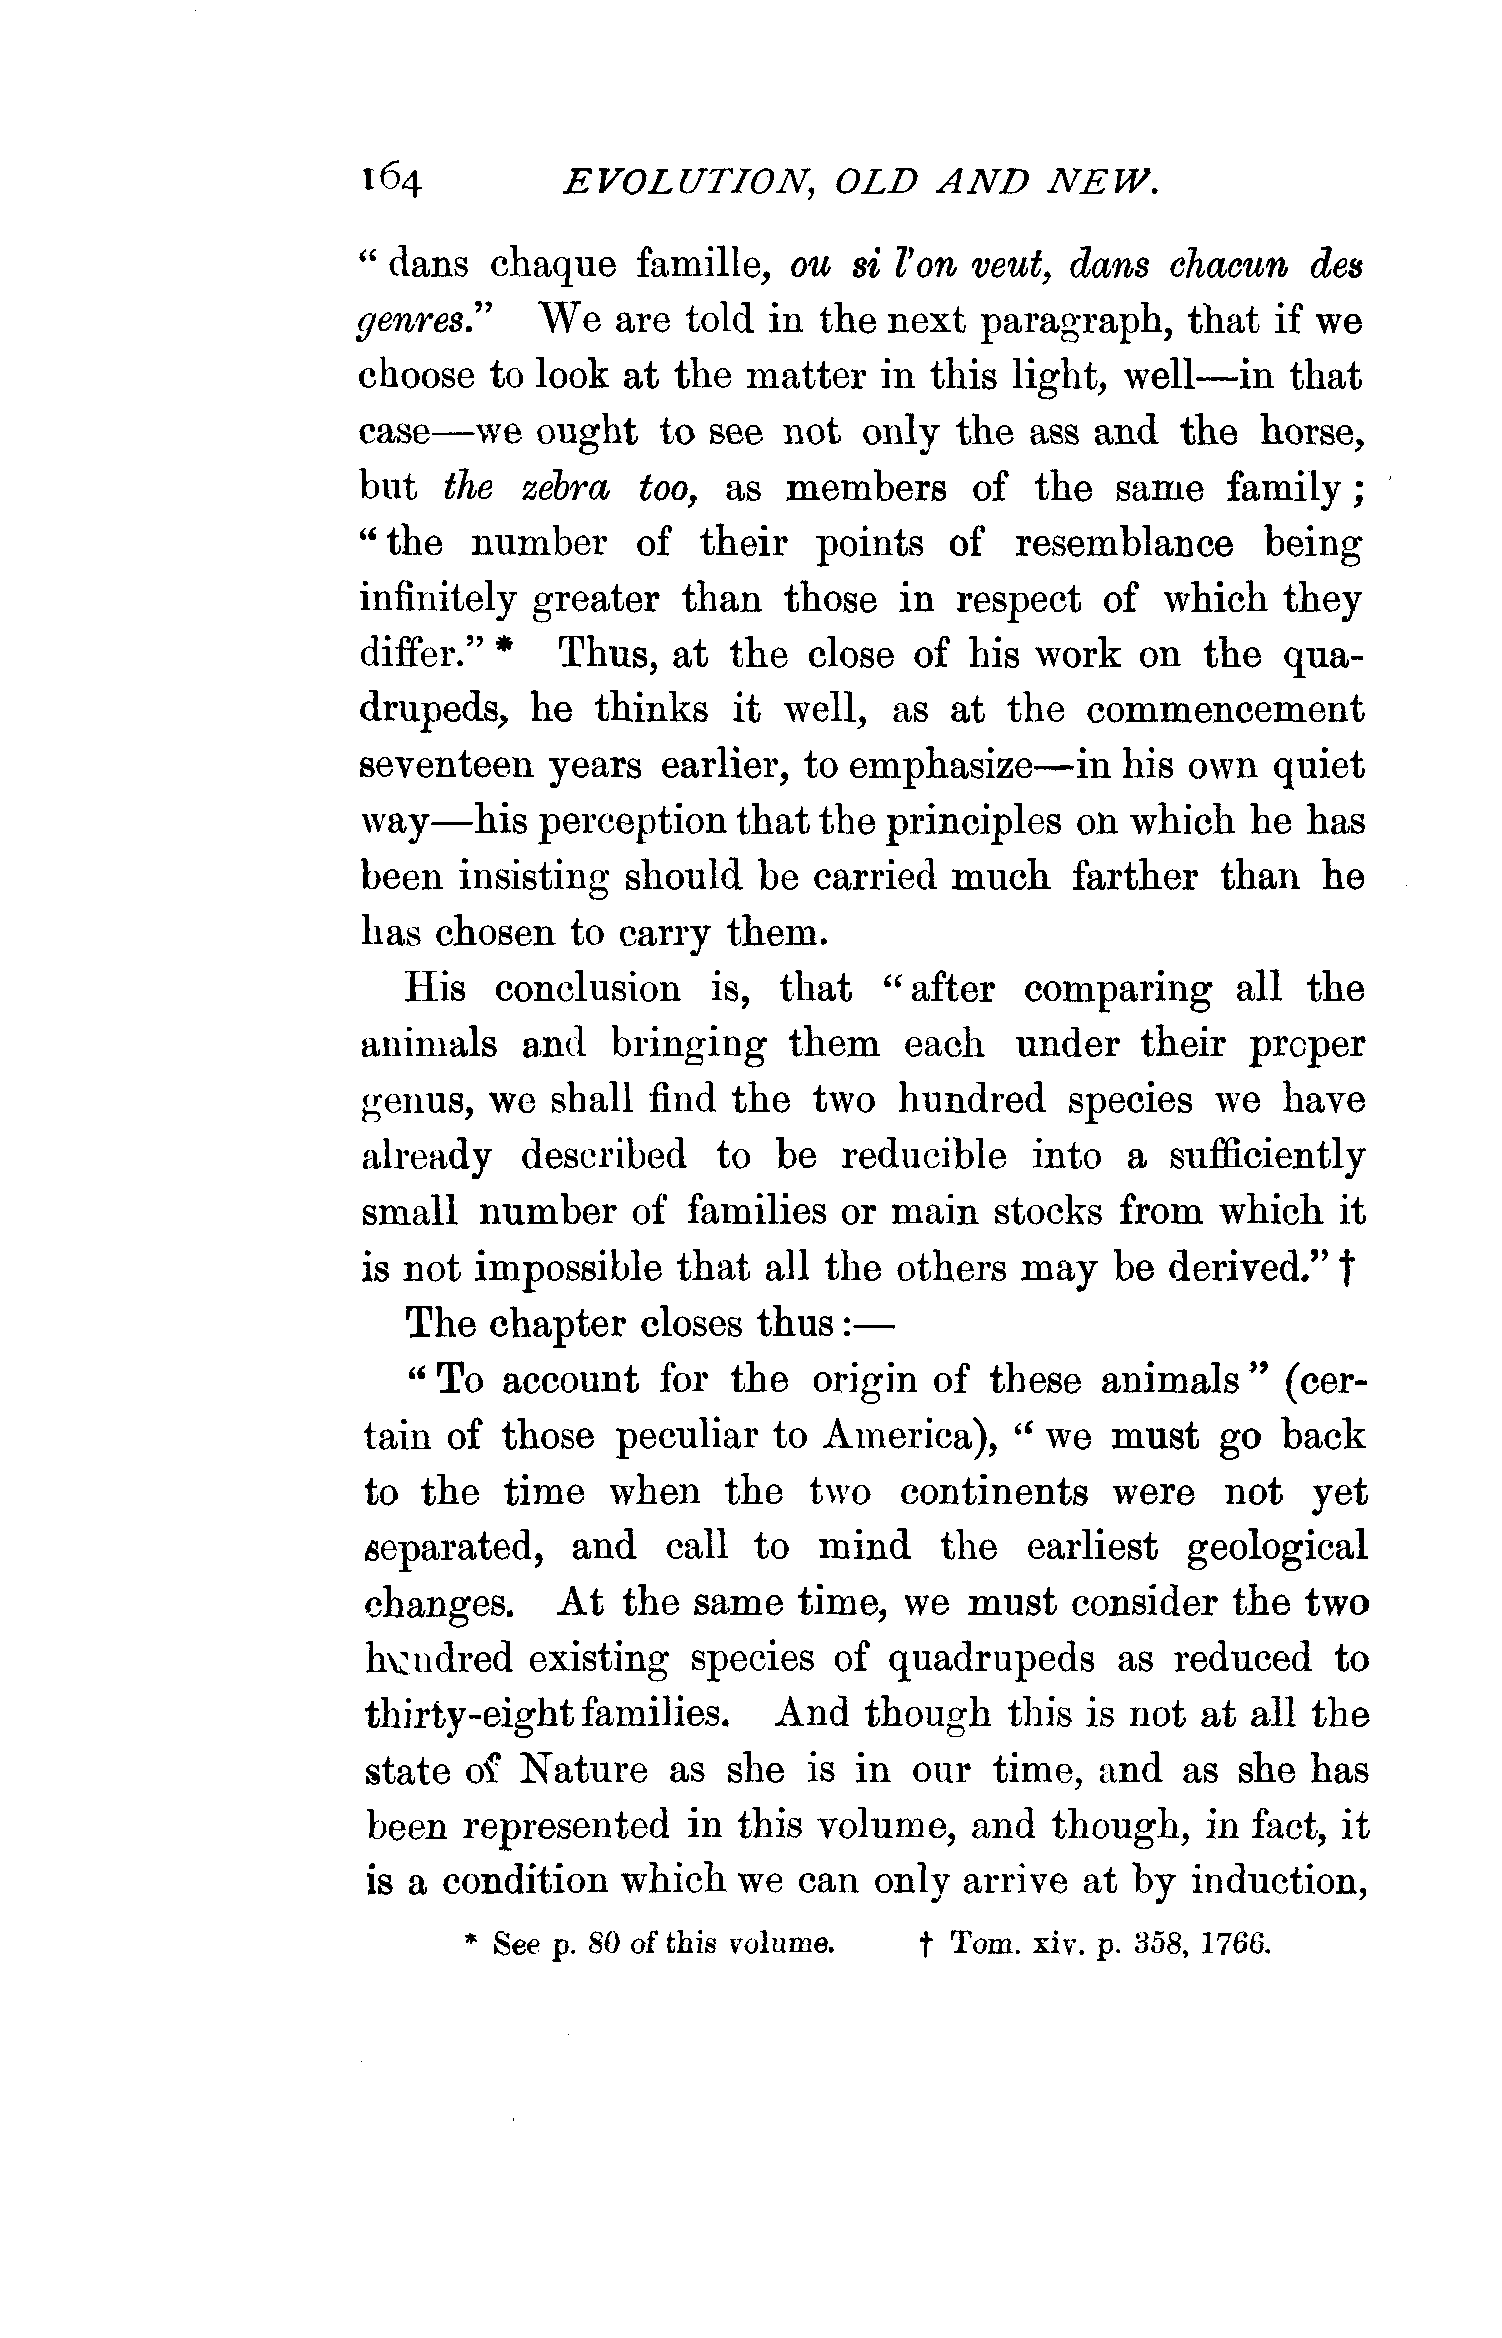 164 EVOLUTION, OLD AND NEW.
“ dans chaque famille, ou si l’on veut, dans chacun des
genres.” We are told in the next paragraph, that if we
choose to look at the matter in this light, well—in that
case—we ought to see not only the ass and the horse,
but the zebra too, as members of the same family ;
“ the number of their points of resemblance being
infinitely greater than those in respect of which they
differ.” * Thus, at the close of his work on the qua-
drupeds, he thinks it well, as at the commencement
seventeen years earlier, to emphasize—in his own quiet
way—his perception that the principles on which he has
been insisting should be carried much farther than he
has chosen to carry them.
His conclusion is, that “ after comparing all the
animals and bringing them each under their proper
genus, we shall find the two hundred species we have
already described to be reducible into a sufficiently
small number of families or main stocks from which it
is not impossible that all the others may be derived.” †
The chapter closes thus :—
“ To account for the origin of these animals ” (cer-
tain of those peculiar to America), “ we must go back
to the time when the two continents were not yet
separated, and call to mind the earliest geological
changes. At the same time, we must consider the two
hundred existing species of quadrupeds as reduced to
thirty-eight families. And though this is not at all the
state of Nature as she is in our time, and as she has
been represented in this volume, and though, in fact, it
is a condition which we can only arrive at by induction,
* See p. 80 of this volume. † Tom. xiv. p. 358, 1766.